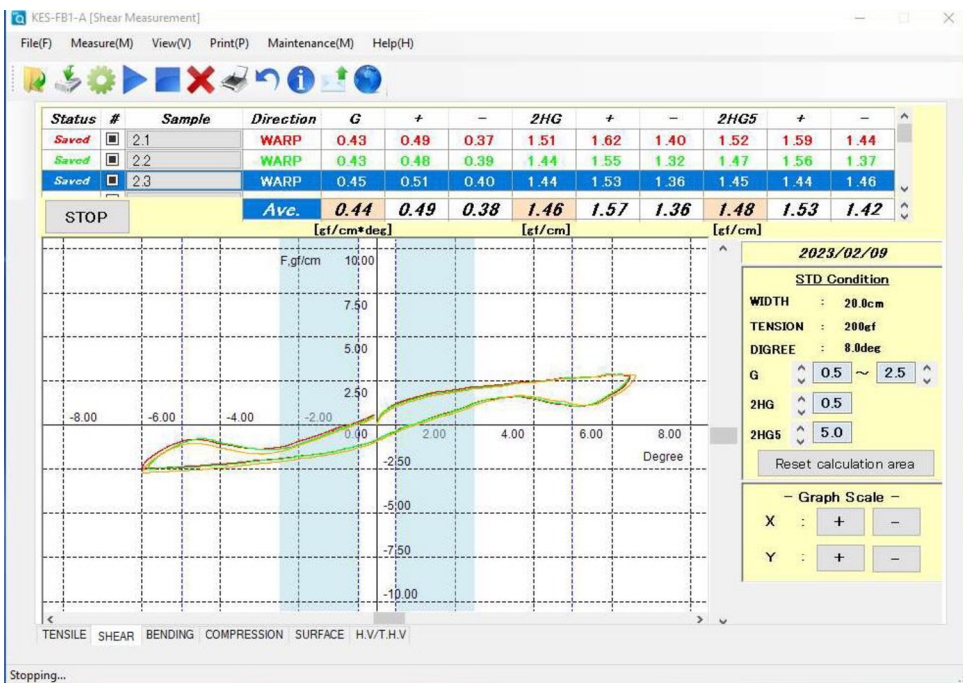 KES-FB1-A [Shear Measurement]
File(F) Measure(M) View(V) Print(P) Maintenance(M) Help(H)
Status # Sample Direction G + - 2HG + - 2HG5 + -
Saved 2.1 WARP 0.43 0.49 0.37 1.51 1.62 1.40 1.52 1.59 1.44
Saved 2.2 WARP 0.43 0.48 0.39 1.44 1.55 1.32 1.47 1.56 1.37
Saved 2.3 WARP 0.45 0.51 0.40 1.44 1.53 1.36 1.45 1.44 1.46
STOP Ave. 0.44 0.49 0.38 1.46 1.57 1.36 1.48 1.53 1.42
[gf/cm*deg] [gf/cm] [gf/cm]
F,gf/cm 10.00
7.50
5.00
2.50
-8.00 -6.00 -4.00 -2.00 0.00 2.00 4.00 6.00 8.00
Degree
-2.50
-5.00
-7.50
-10.00
2023/02/09
STD Condition
WIDTH : 20.0cm
TENSION : 200gf
DIGREE : 8.0deg
G 0.5 ~ 2.5
2HG 0.5
2HG5 5.0
Reset calculation area
- Graph Scale -
X : + -
Y : + -
TENSILE SHEAR BENDING COMPRESSION SURFACE H.V/T.H.V
Stopping...